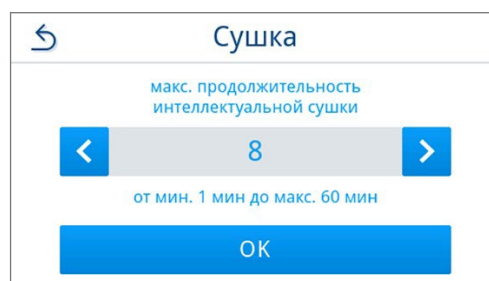 Сушка
макс. продолжительность
интеллектуальной сушки
8
от мин. 1 мин до макс. 60 мин
OK